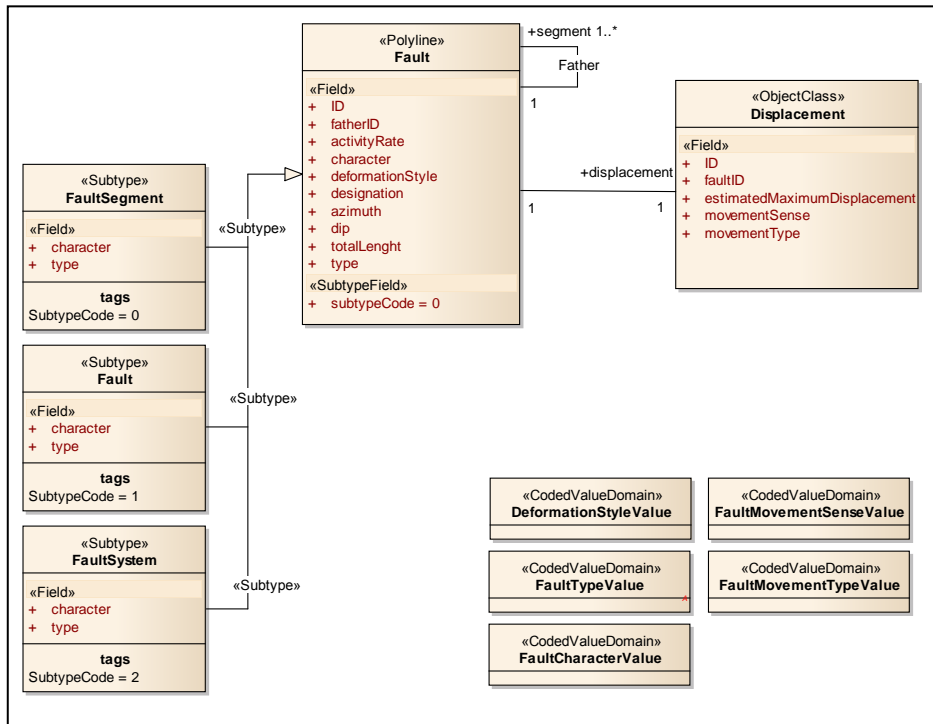 «Polyline»
Fault
«Field»
+ ID
+ fatherID
+ activityRate
+ character
+ deformationStyle
+ designation
+ azimuth
+ dip
+ totalLenght
+ type
«SubtypeField»
+ subtypeCode = 0
+segment 1..*
Father
1
+displacement
1
1
«ObjectClass»
Displacement
«Field»
+ ID
+ faultID
+ estimatedMaximumDisplacement
+ movementSense
+ movementType
«Subtype»
FaultSegment
«Field»
+ character
+ type
tags
SubtypeCode = 0
«Subtype»
«Subtype»
Fault
«Field»
+ character
+ type
tags
SubtypeCode = 1
«Subtype»
«Subtype»
FaultSystem
«Field»
+ character
+ type
tags
SubtypeCode = 2
«Subtype»
«CodedValueDomain»
DeformationStyleValue
«CodedValueDomain»
FaultMovementSenseValue
«CodedValueDomain»
FaultTypeValue
«CodedValueDomain»
FaultMovementTypeValue
«CodedValueDomain»
FaultCharacterValue